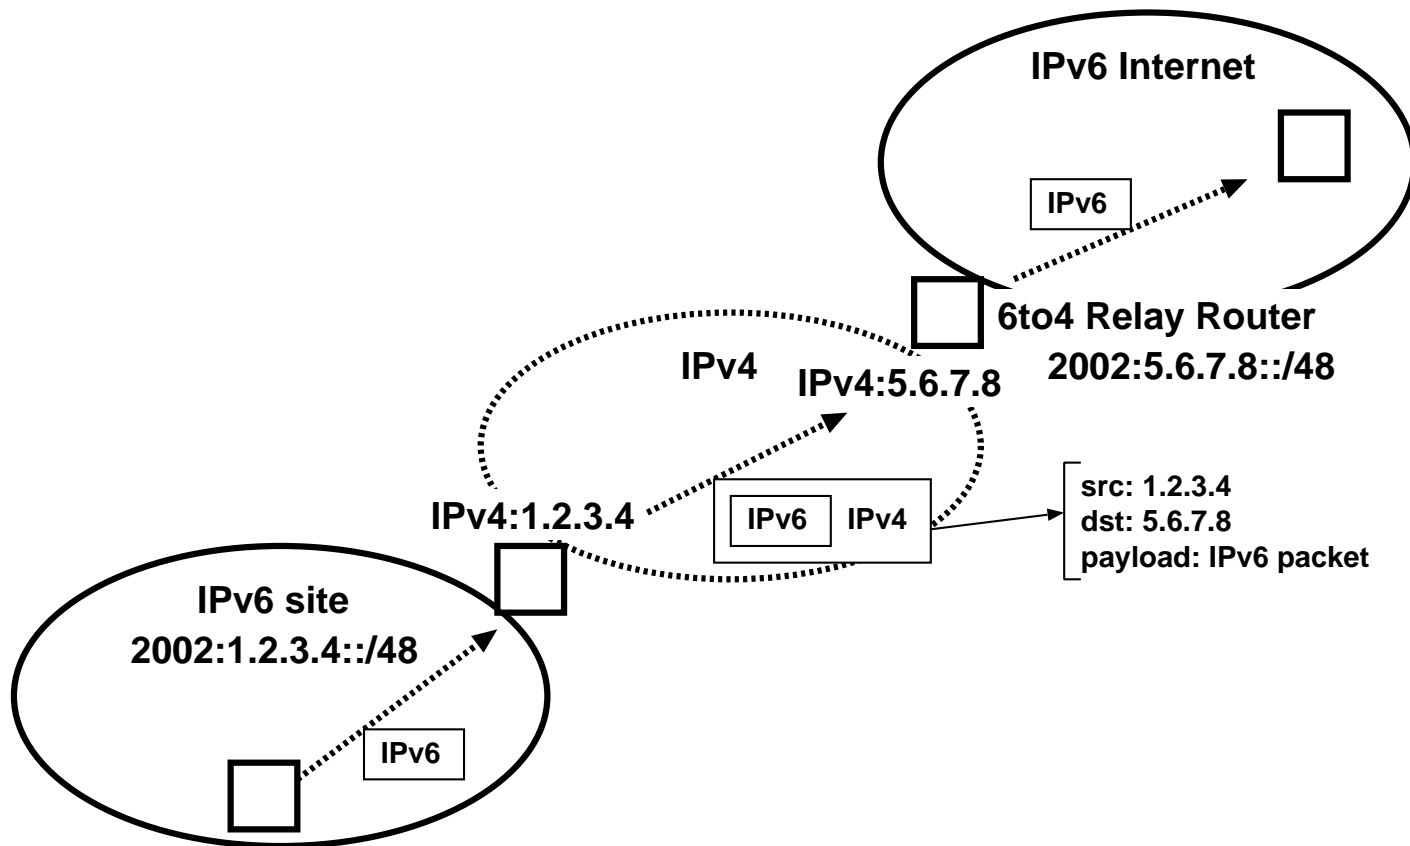 IPv6 Internet
IPv6
6to4 Relay Router
2002:5.6.7.8::/48
IPv4
IPv4:5.6.7.8
IPv4:1.2.3.4
IPv6 IPv4
src: 1.2.3.4
dst: 5.6.7.8
payload: IPv6 packet
IPv6 site
2002:1.2.3.4::/48
IPv6